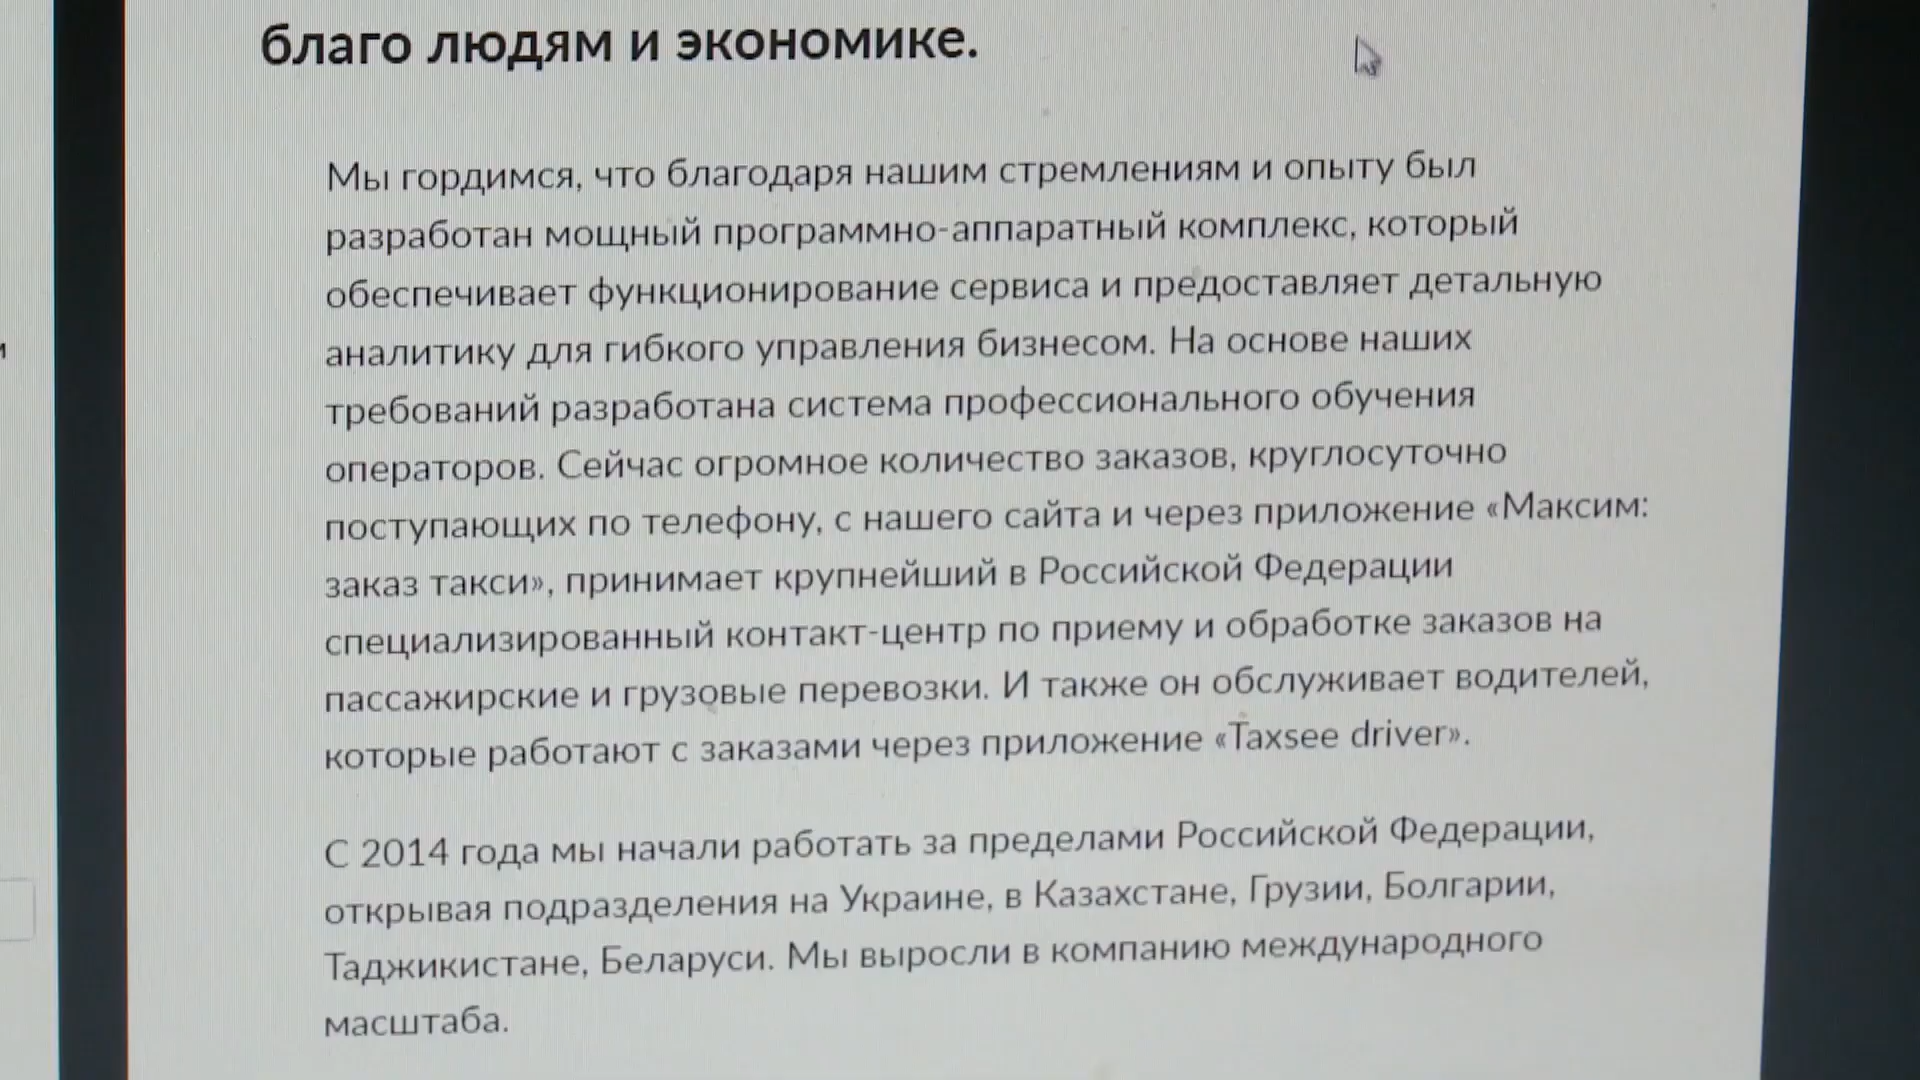 благо людям и экономике.
Мы гордимся, что благодаря нашим стремлениям и опыту был
разработан мощный программно-аппаратный комплекс, который
обеспечивает функционирование сервиса и предоставляет детальную
аналитику для гибкого управления бизнесом. На основе наших
требований разработана система профессионального обучения
операторов. Сейчас огромное количество заказов, круглосуточно
поступающих по телефону, с нашего сайта и через приложение «Максим:
заказ такси», принимает крупнейший в Российской Федерации
специализированный контакт-центр по приему и обработке заказов на
пассажирские и грузовые перевозки. И также он обслуживает водителей,
которые работают с заказами через приложение «Taxsee driver».
С 2014 года мы начали работать за пределами Российской Федерации,
открывая подразделения на Украине, в Казахстане, Грузии, Болгарии,
Таджикистане, Беларуси. Мы выросли в компанию международного
масштаба.